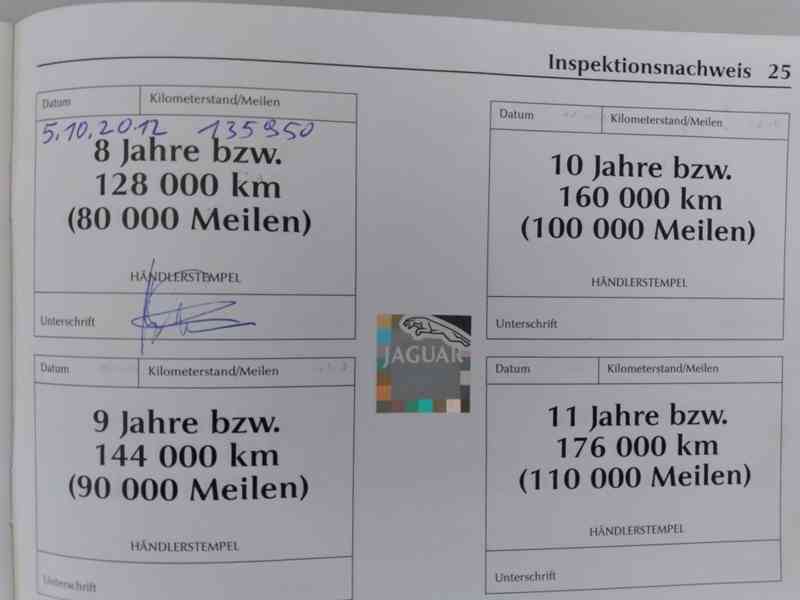 Inspektionsnachweis 25
Datum Kilometerstand/Meilen
5.10.2012 135950
8 Jahre bzw.
128 000 km
(80 000 Meilen)
HÄNDLERSTEMPEL
Unterschrift
Datum Kilometerstand/Meilen
10 Jahre bzw.
160 000 km
(100 000 Meilen)
HÄNDLERSTEMPEL
Unterschrift
JAGUAR
Datum Kilometerstand/Meilen
9 Jahre bzw.
144 000 km
(90 000 Meilen)
HÄNDLERSTEMPEL
Unterschrift
Datum Kilometerstand/Meilen
11 Jahre bzw.
176 000 km
(110 000 Meilen)
HÄNDLERSTEMPEL
Unterschrift